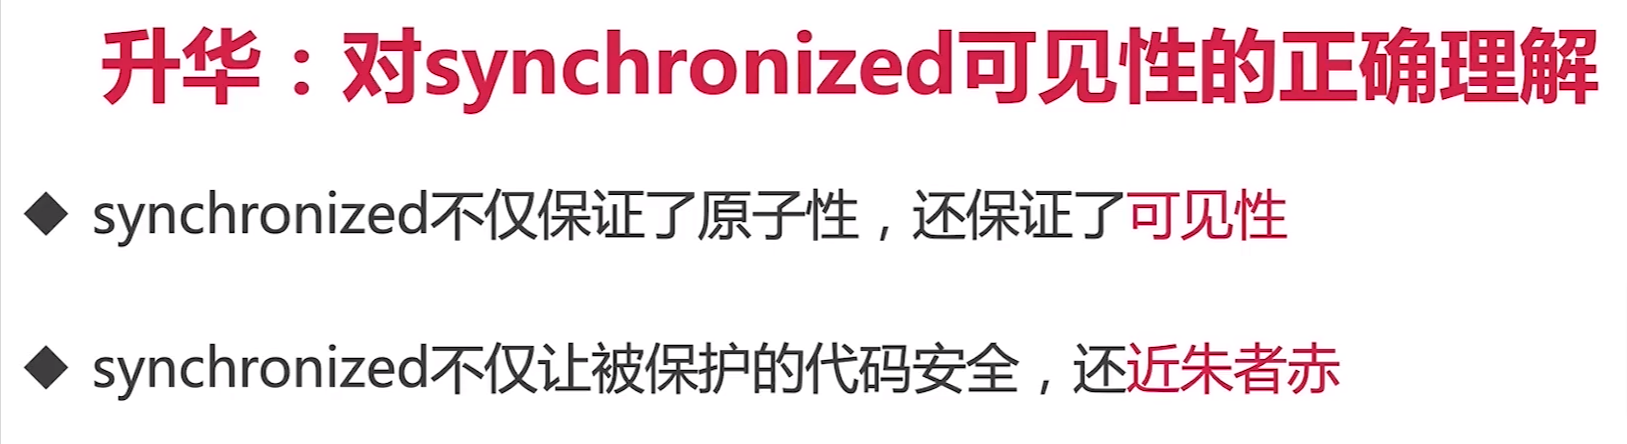 升华：对synchronized可见性的正确理解
◆ synchronized不仅保证了原子性，还保证了可见性
◆ synchronized不仅让被保护的代码安全，还近朱者赤